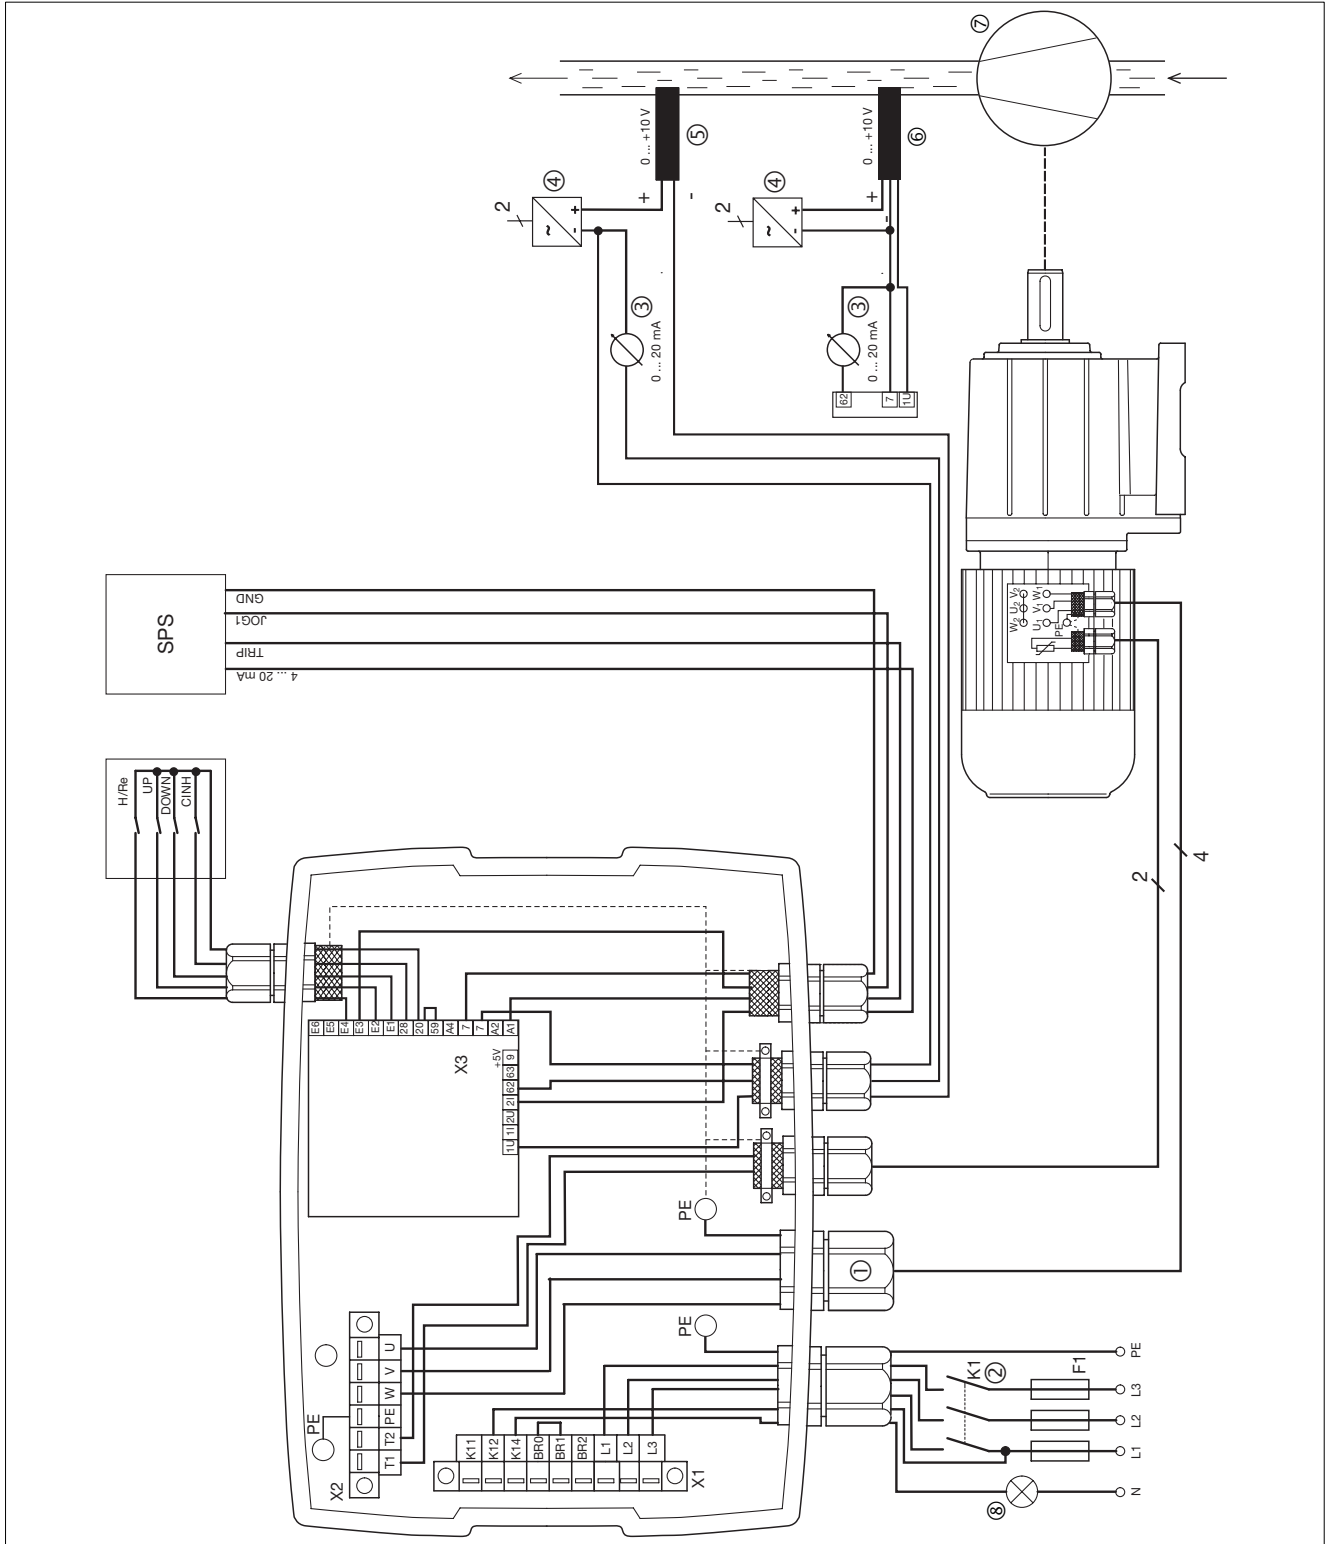 ⑦
0 ... +10 V
⑤
0 ... +10 V
⑥
④
+
-
2
~
+
-
④
+
-
2
~
+
-
③
0 ... 20 mA
③
0 ... 20 mA
62
7
1U
SPS
GND
JOG1
TRIP
4 ... 20 mA
W2 U2 V2
U1 V1 W1
PE
H/Re
UP
DOWN
CINH
2
4
E6
E5
E4
E3
E2
E1
28
20
59
A4
7
7
A2
A1
X3
+5V
9
63
62
2I
2U
1I
1U
PE
①
PE
PE
U
V
W
PE
T2
T1
X2
K11
K12
K14
BR0
BR1
BR2
L1
L2
L3
X1
K1
②
F1
PE
L3
L2
L1
N
⑧